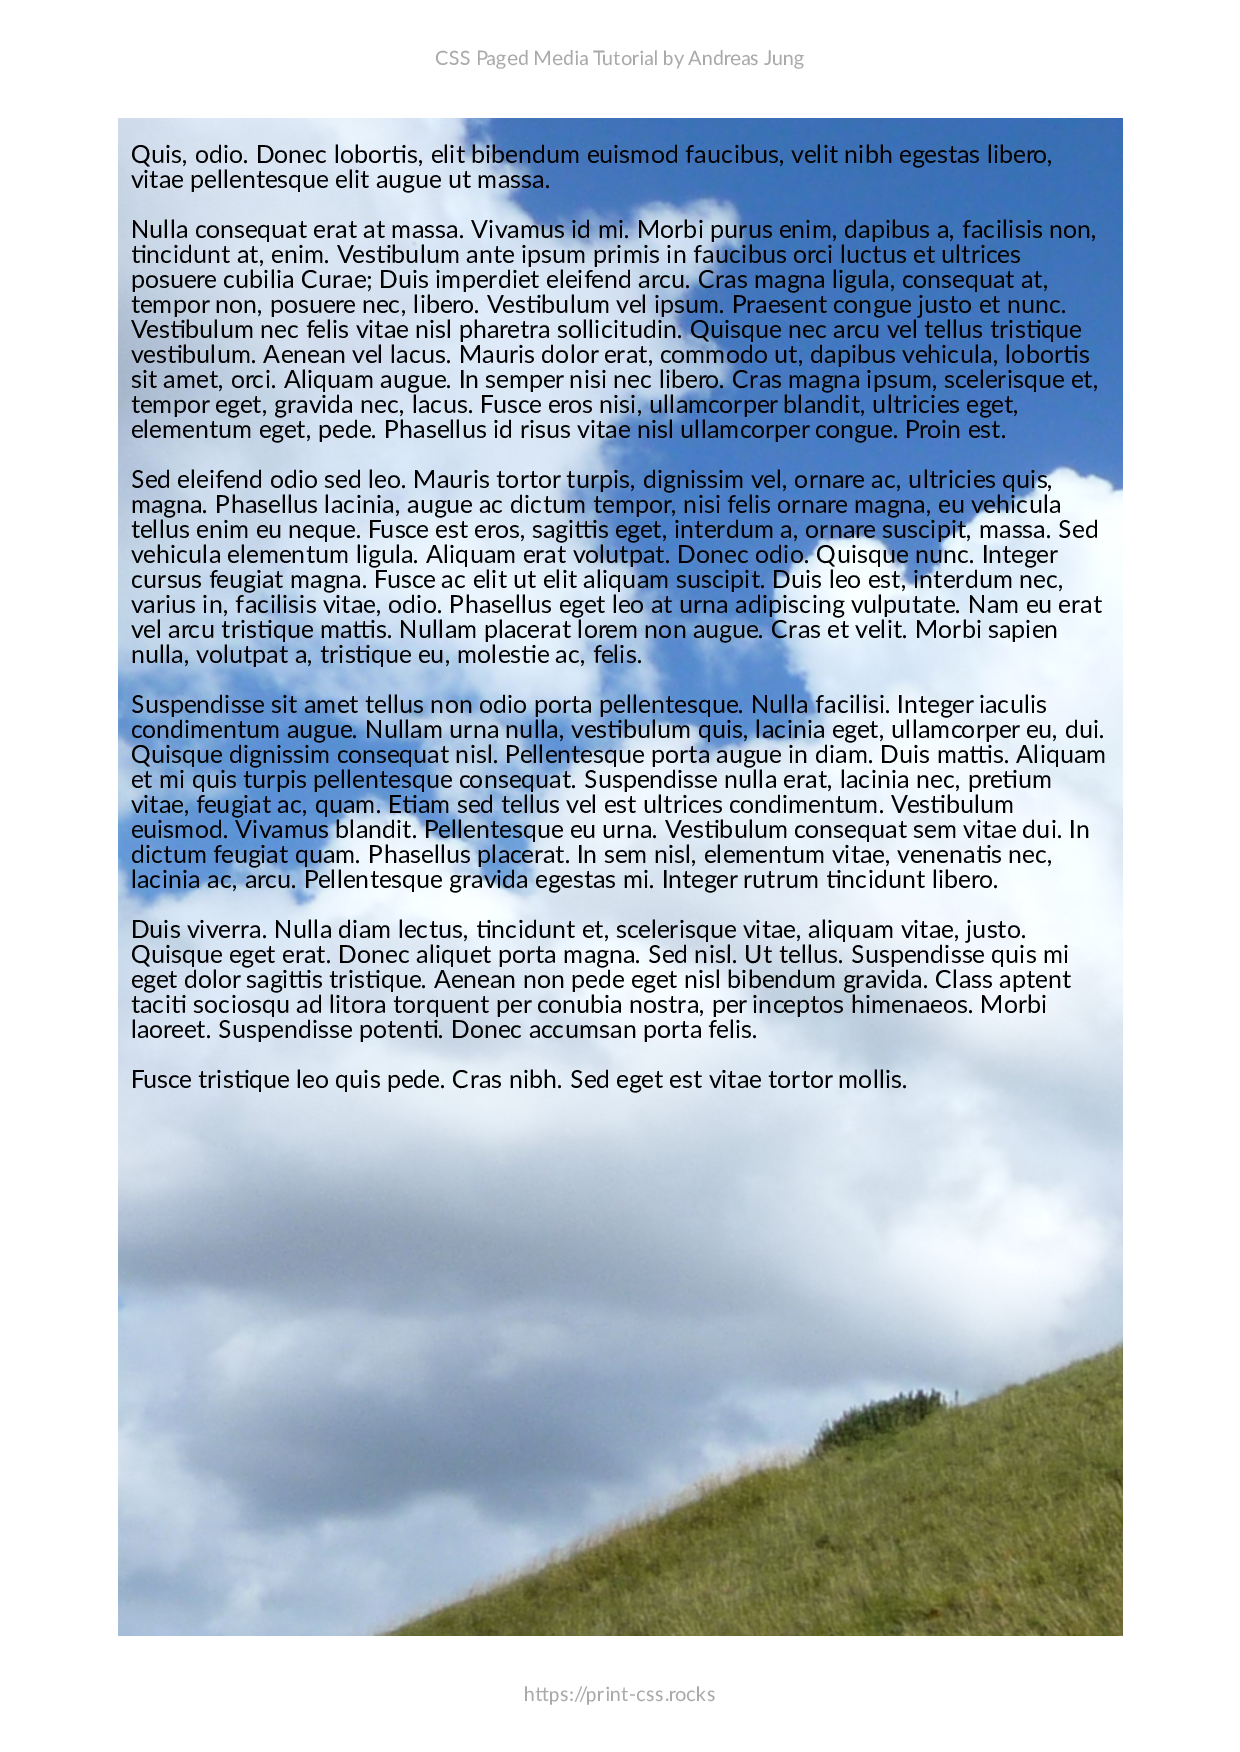 CSS Paged Media Tutorial by Andreas Jung
Quis, odio. Donec lobortis, elit bibendum euismod faucibus, velit nibh egestas libero,
vitae pellentesque elit augue ut massa.
Nulla consequat erat at massa. Vivamus id mi. Morbi purus enim, dapibus a, facilisis non,
tincidunt at, enim. Vestibulum ante ipsum primis in faucibus orci luctus et ultrices
posuere cubilia Curae; Duis imperdiet eleifend arcu. Cras magna ligula, consequat at,
tempor non, posuere nec, libero. Vestibulum vel ipsum. Praesent congue justo et nunc.
Vestibulum nec felis vitae nisl pharetra sollicitudin. Quisque nec arcu vel tellus tristique
vestibulum. Aenean vel lacus. Mauris dolor erat, commodo ut, dapibus vehicula, lobortis
sit amet, orci. Aliquam augue. In semper nisi nec libero. Cras magna ipsum, scelerisque et,
tempor eget, gravida nec, lacus. Fusce eros nisi, ullamcorper blandit, ultricies eget,
elementum eget, pede. Phasellus id risus vitae nisl ullamcorper congue. Proin est.
Sed eleifend odio sed leo. Mauris tortor turpis, dignissim vel, ornare ac, ultricies quis,
magna. Phasellus lacinia, augue ac dictum tempor, nisi felis ornare magna, eu vehicula
tellus enim eu neque. Fusce est eros, sagittis eget, interdum a, ornare suscipit, massa. Sed
vehicula elementum ligula. Aliquam erat volutpat. Donec odio. Quisque nunc. Integer
cursus feugiat magna. Fusce ac elit ut elit aliquam suscipit. Duis leo est, interdum nec,
varius in, facilisis vitae, odio. Phasellus eget leo at urna adipiscing vulputate. Nam eu erat
vel arcu tristique mattis. Nullam placerat lorem non augue. Cras et velit. Morbi sapien
nulla, volutpat a, tristique eu, molestie ac, felis.
Suspendisse sit amet tellus non odio porta pellentesque. Nulla facilisi. Integer iaculis
condimentum augue. Nullam urna nulla, vestibulum quis, lacinia eget, ullamcorper eu, dui.
Quisque dignissim consequat nisl. Pellentesque porta augue in diam. Duis mattis. Aliquam
et mi quis turpis pellentesque consequat. Suspendisse nulla erat, lacinia nec, pretium
vitae, feugiat ac, quam. Etiam sed tellus vel est ultrices condimentum. Vestibulum
euismod. Vivamus blandit. Pellentesque eu urna. Vestibulum consequat sem vitae dui. In
dictum feugiat quam. Phasellus placerat. In sem nisl, elementum vitae, venenatis nec,
lacinia ac, arcu. Pellentesque gravida egestas mi. Integer rutrum tincidunt libero.
Duis viverra. Nulla diam lectus, tincidunt et, scelerisque vitae, aliquam vitae, justo.
Quisque eget erat. Donec aliquet porta magna. Sed nisl. Ut tellus. Suspendisse quis mi
eget dolor sagittis tristique. Aenean non pede eget nisl bibendum gravida. Class aptent
taciti sociosqu ad litora torquent per conubia nostra, per inceptos himenaeos. Morbi
laoreet. Suspendisse potenti. Donec accumsan porta felis.
Fusce tristique leo quis pede. Cras nibh. Sed eget est vitae tortor mollis.
https://print-css.rocks